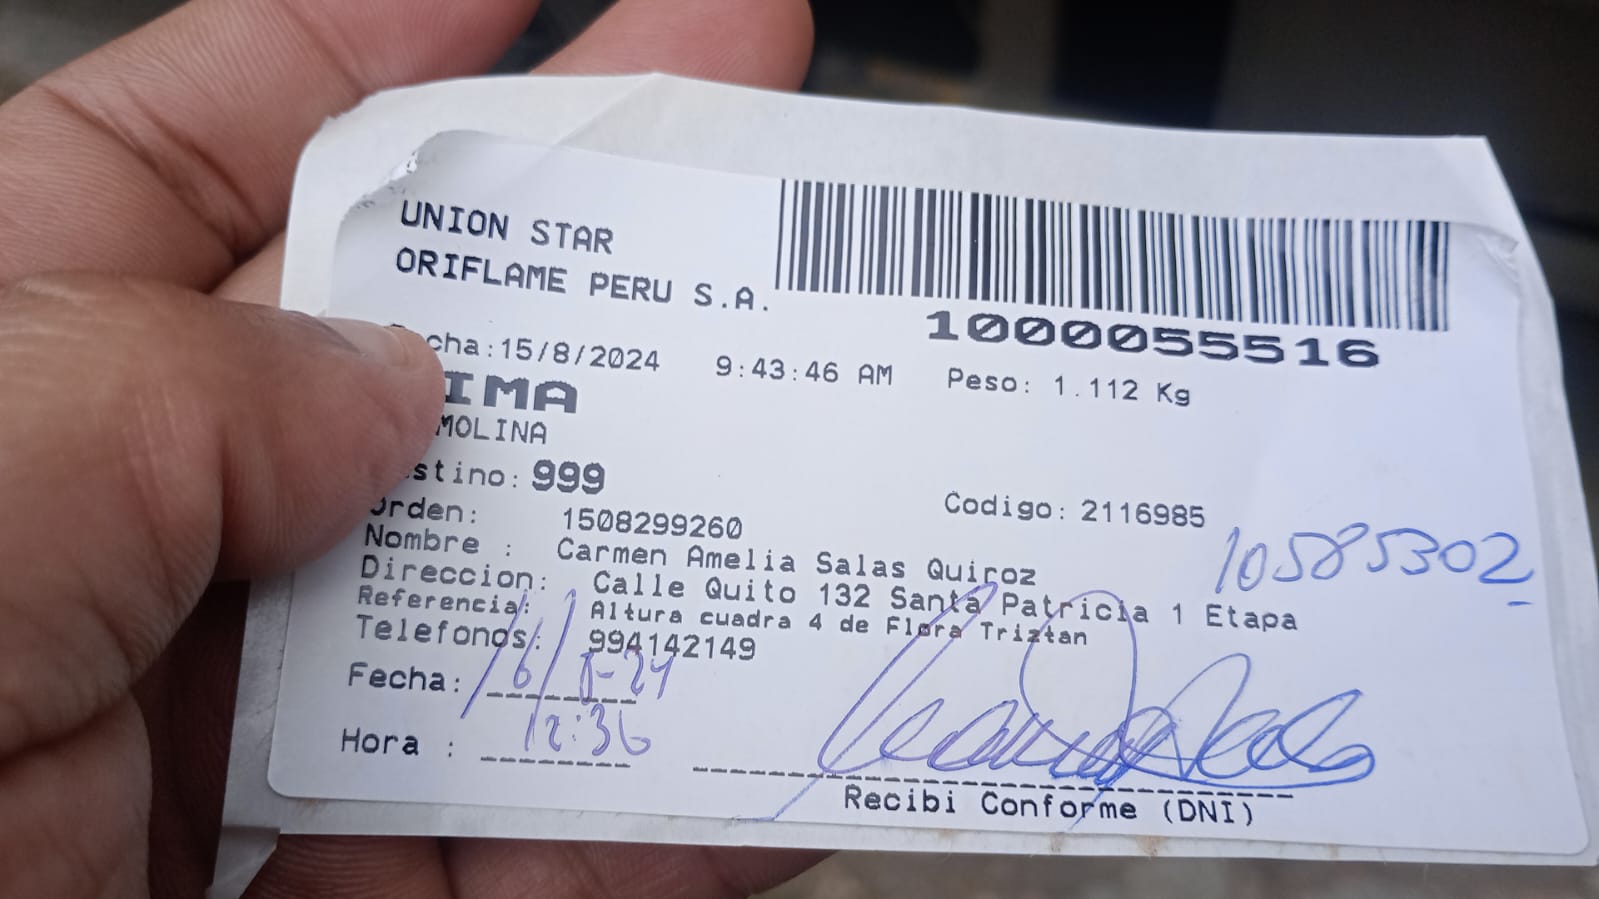 UNION STAR
ORIFLAME PERU S.A.
1000055516
cha:15/8/2024 9:43:46 AM Peso: 1.112 Kg
IMA
MOLINA
stino: 999
Orden: 1508299260 Codigo: 2116985
10585302
Nombre : Carmen Amelia Salas Quiroz
Direccion: Calle Quito 132 Santa Patricia 1 Etapa
Referencia: Altura cuadra 4 de Flora Triztan
Telefonos: 994142149
Fecha: 16/8-24
Hora : 12:36
Recibi Conforme (DNI)